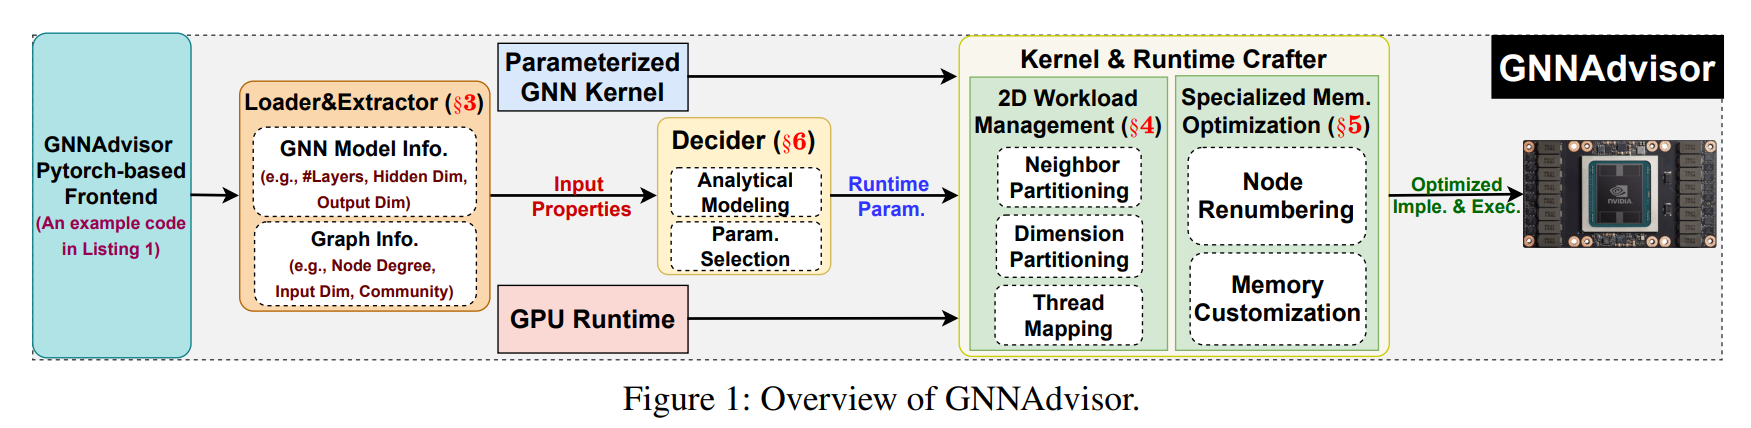 GNNAdvisor
Pytorch-based
Frontend
(An example code
in Listing 1)
Loader&Extractor (§3)
GNN Model Info.
(e.g., #Layers, Hidden Dim,
Output Dim)
Graph Info.
(e.g., Node Degree,
Input Dim, Community)
Input
Properties
Parameterized
GNN Kernel
Decider (§6)
Analytical
Modeling
Param.
Selection
GPU Runtime
Runtime
Param.
Kernel & Runtime Crafter
2D Workload
Management (§4)
Neighbor
Partitioning
Dimension
Partitioning
Thread
Mapping
Specialized Mem.
Optimization (§5)
Node
Renumbering
Memory
Customization
Optimized
Imple. & Exec.
GNNAdvisor
NVIDIA
Figure 1: Overview of GNNAdvisor.